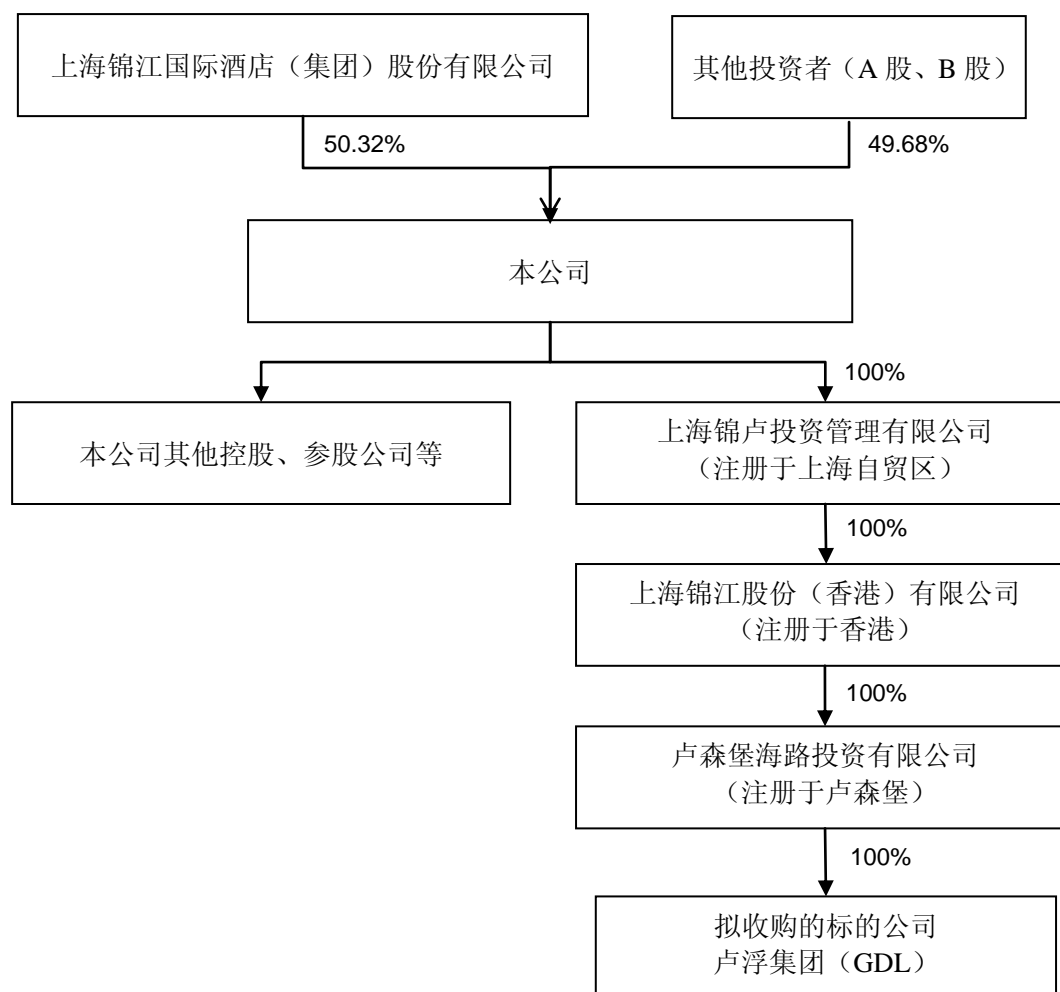 上海锦江国际酒店（集团）股份有限公司
其他投资者（A 股、B 股）
50.32%
49.68%
本公司
100%
本公司其他控股、参股公司等
上海锦卢投资管理有限公司
（注册于上海自贸区）
100%
上海锦江股份（香港）有限公司
（注册于香港）
100%
卢森堡海路投资有限公司
（注册于卢森堡）
100%
拟收购的标的公司
卢浮集团（GDL）